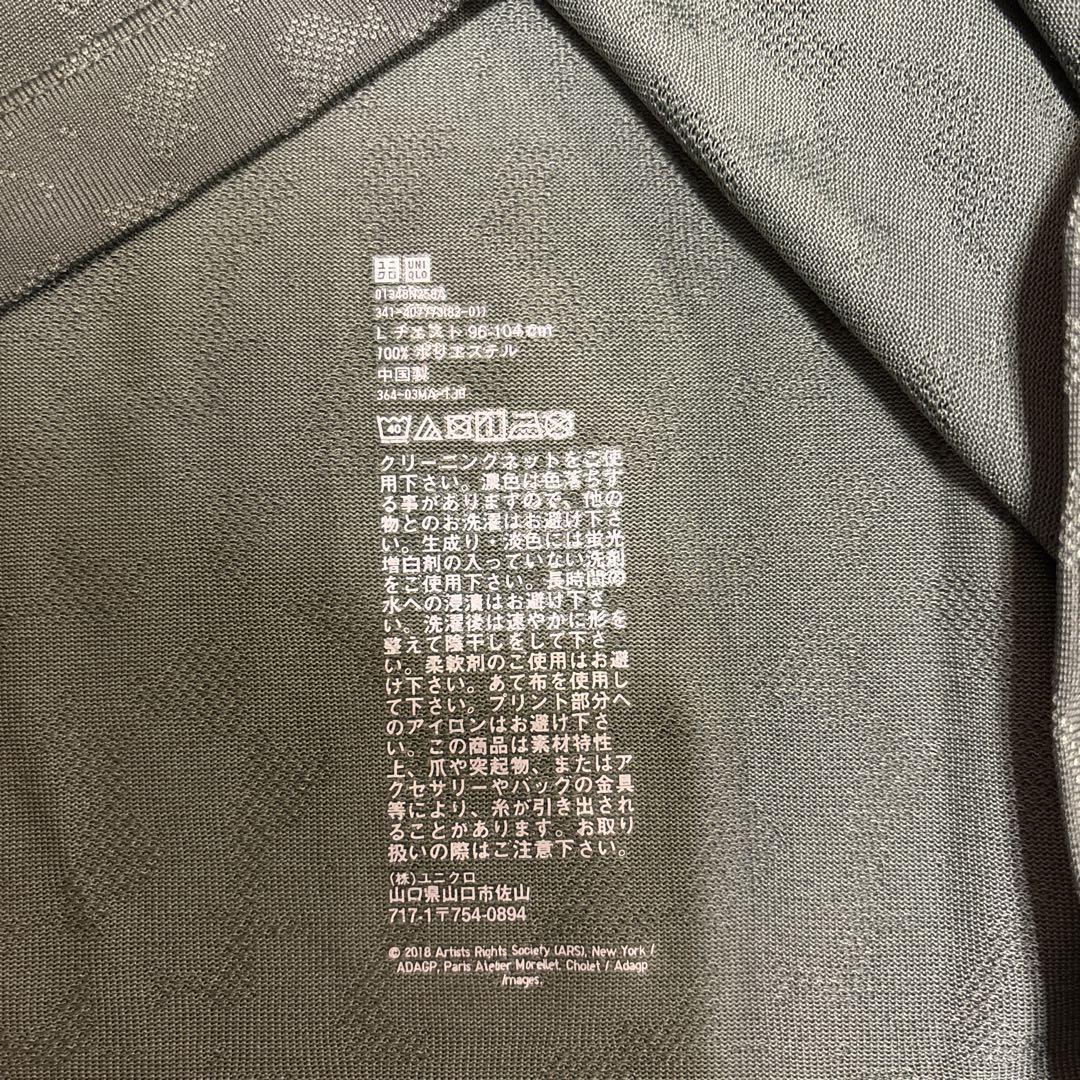 ユニクロ UNIQLO
341-407773(82-01)
L チェスト 96-104cm
100% ポリエステル
中国製
40
クリーニングネットをご使
用下さい。濃色は色落ちす
る事がありますので、他の
物とのお洗濯はお避け下さ
い。生成り・淡色には蛍光
増白剤の入っていない洗剤
をご使用下さい。長時間の
水への浸漬はお避け下さ
い。洗濯後は速やかに形を
整えて陰干しをして下さ
い。柔軟剤のご使用はお避
け下さい。あて布を使用し
て下さい。プリント部分へ
のアイロンはお避け下さ
い。この商品は素材特性
上、爪や突起物、またはア
クセサリーやバックの金具
等により、糸が引き出され
ることがあります。お取り
扱いの際はご注意下さい。
(株)ユニクロ
山口県山口市佐山
717-1〒754-0894
© 2018 Artists Rights Society (ARS), New York /
ADAGP, Paris Atelier Morellet, Cholet / Adagp
Images.